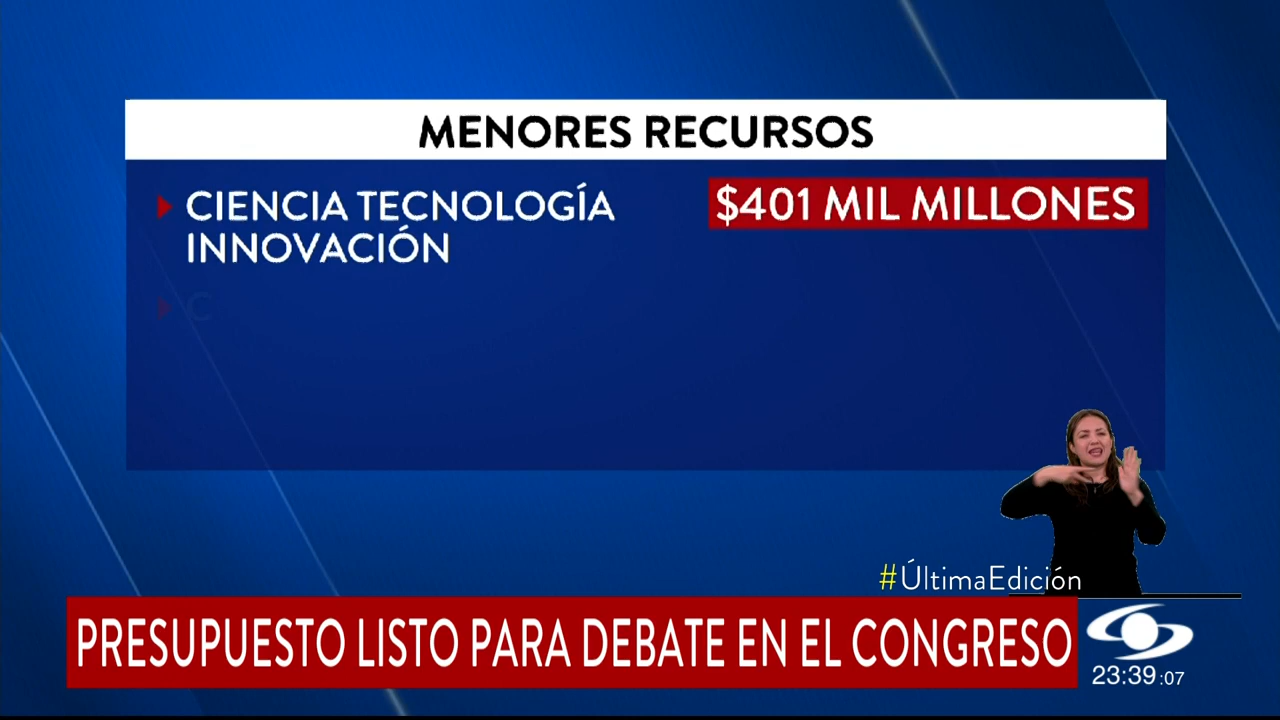 MENORES RECURSOS
CIENCIA TECNOLOGÍA
$401 MIL MILLONES
INNOVACIÓN
C
#ÚltimaEdición
PRESUPUESTO LISTO PARA DEBATE EN EL CONGRESO
23:39:07